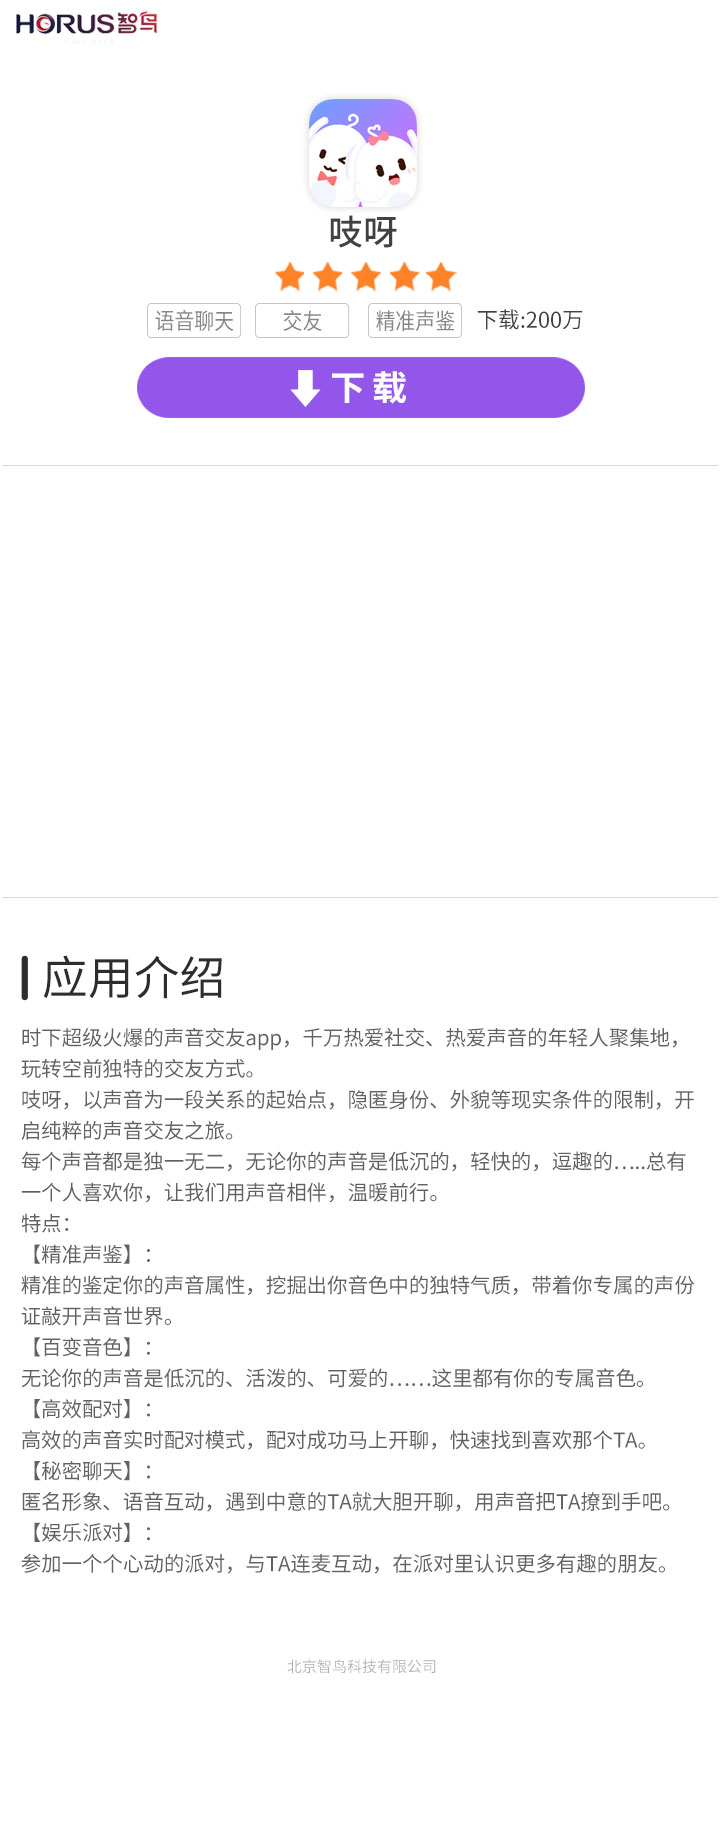 HORUS智鸟
吱呀
语音聊天 交友 精准声鉴 下载:200万
下载
应用介绍
时下超级火爆的声音交友app，千万热爱社交、热爱声音的年轻人聚集地，
玩转空前独特的交友方式。
吱呀，以声音为一段关系的起始点，隐匿身份、外貌等现实条件的限制，开
启纯粹的声音交友之旅。
每个声音都是独一无二，无论你的声音是低沉的，轻快的，逗趣的…..总有
一个人喜欢你，让我们用声音相伴，温暖前行。
特点：
【精准声鉴】：
精准的鉴定你的声音属性，挖掘出你音色中的独特气质，带着你专属的声份
证敲开声音世界。
【百变音色】：
无论你的声音是低沉的、活泼的、可爱的……这里都有你的专属音色。
【高效配对】：
高效的声音实时配对模式，配对成功马上开聊，快速找到喜欢那个TA。
【秘密聊天】：
匿名形象、语音互动，遇到中意的TA就大胆开聊，用声音把TA撩到手吧。
【娱乐派对】：
参加一个个心动的派对，与TA连麦互动，在派对里认识更多有趣的朋友。
北京智鸟科技有限公司